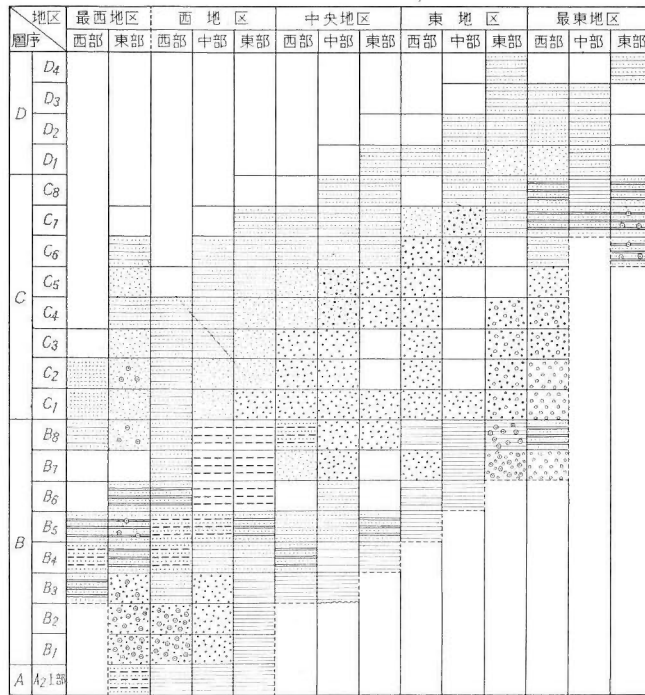 地区 最西地区 西地区 中央地区 東地区 最東地区
層序 西部 東部 西部 中部 東部 西部 中部 東部 西部 中部 東部 西部 中部 東部
D
D4
D3
D2
D1
C
C8
C7
C6
C5
C4
C3
C2
C1
B
B8
B7
B6
B5
B4
B3
B2
B1
A A2上部